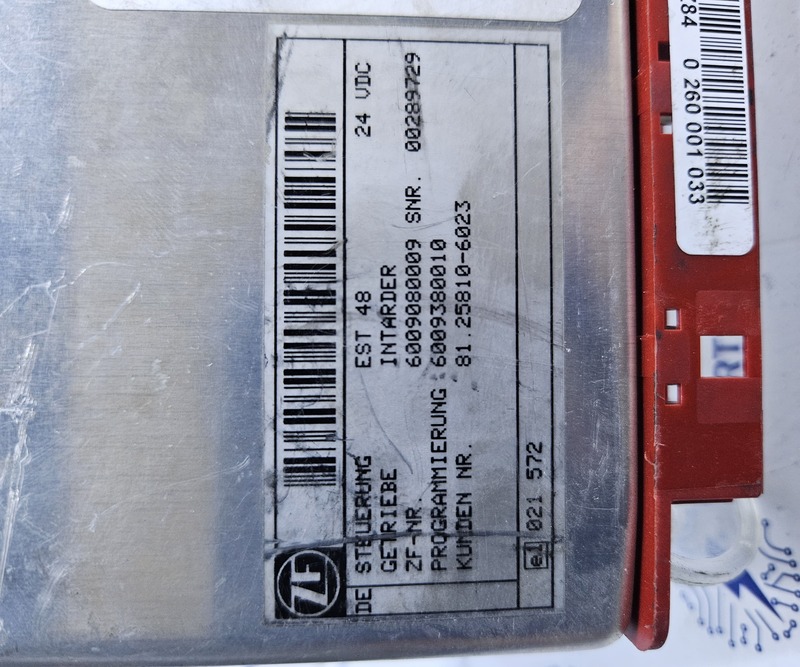 ZF
DE STEUERUNG EST 48 24 VDC
GETRIEBE INTARDER
ZF-NR. 6009080009 SNR. 00289729
PROGRAMMIERUNG 6009380010
KUNDEN NR. 81.25810-6023
e1 021 572
0 260 001 033
RT